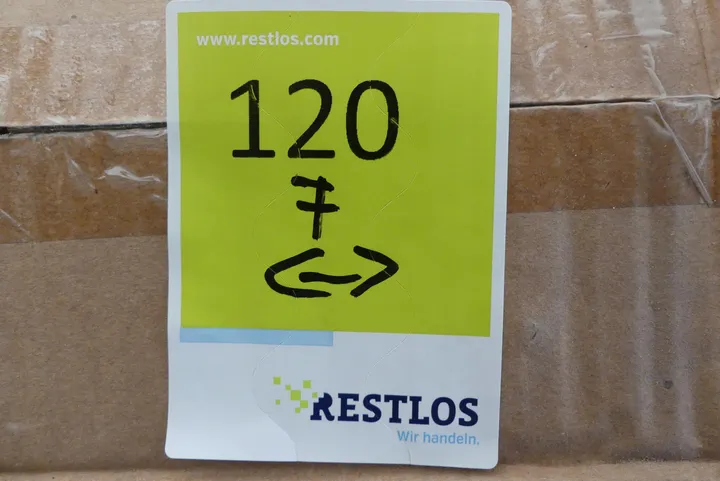 www.restlos.com
120
7
<->
RESTLOS
Wir handeln.